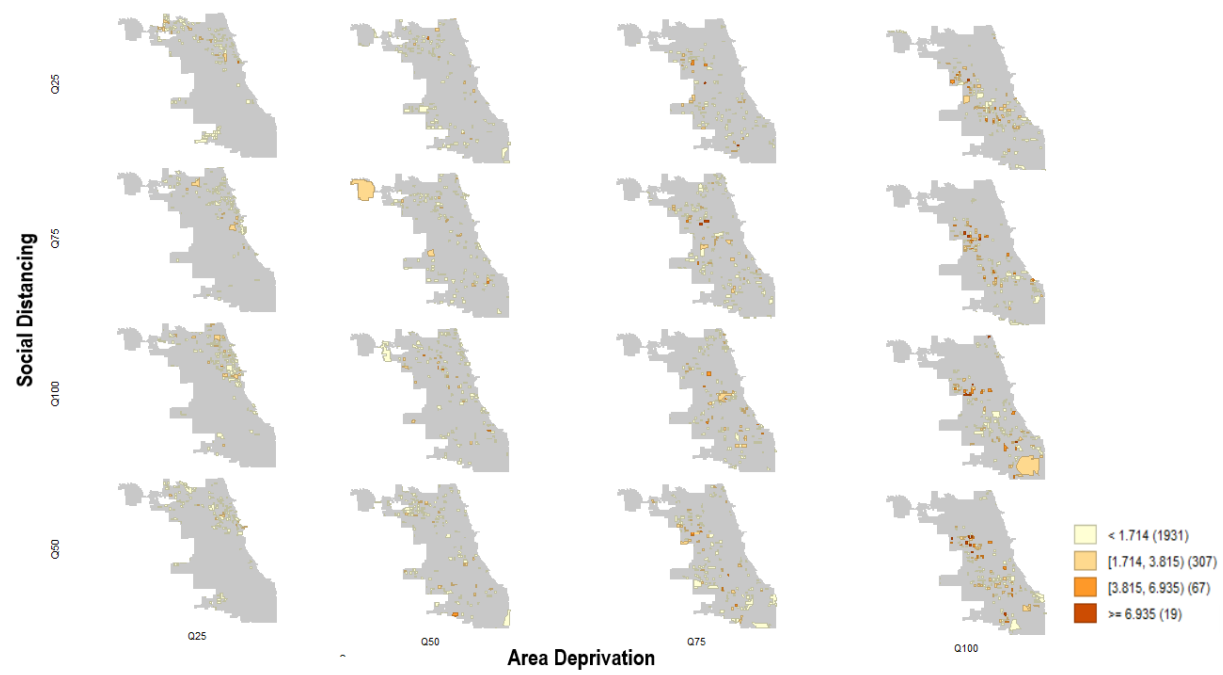 Social Distancing
Q25
Q75
Q100
Q50
< 1.714 (1931)
[1.714, 3.815) (307)
[3.815, 6.935) (67)
>= 6.935 (19)
Q25
Q50
Q75
Q100
Area Deprivation